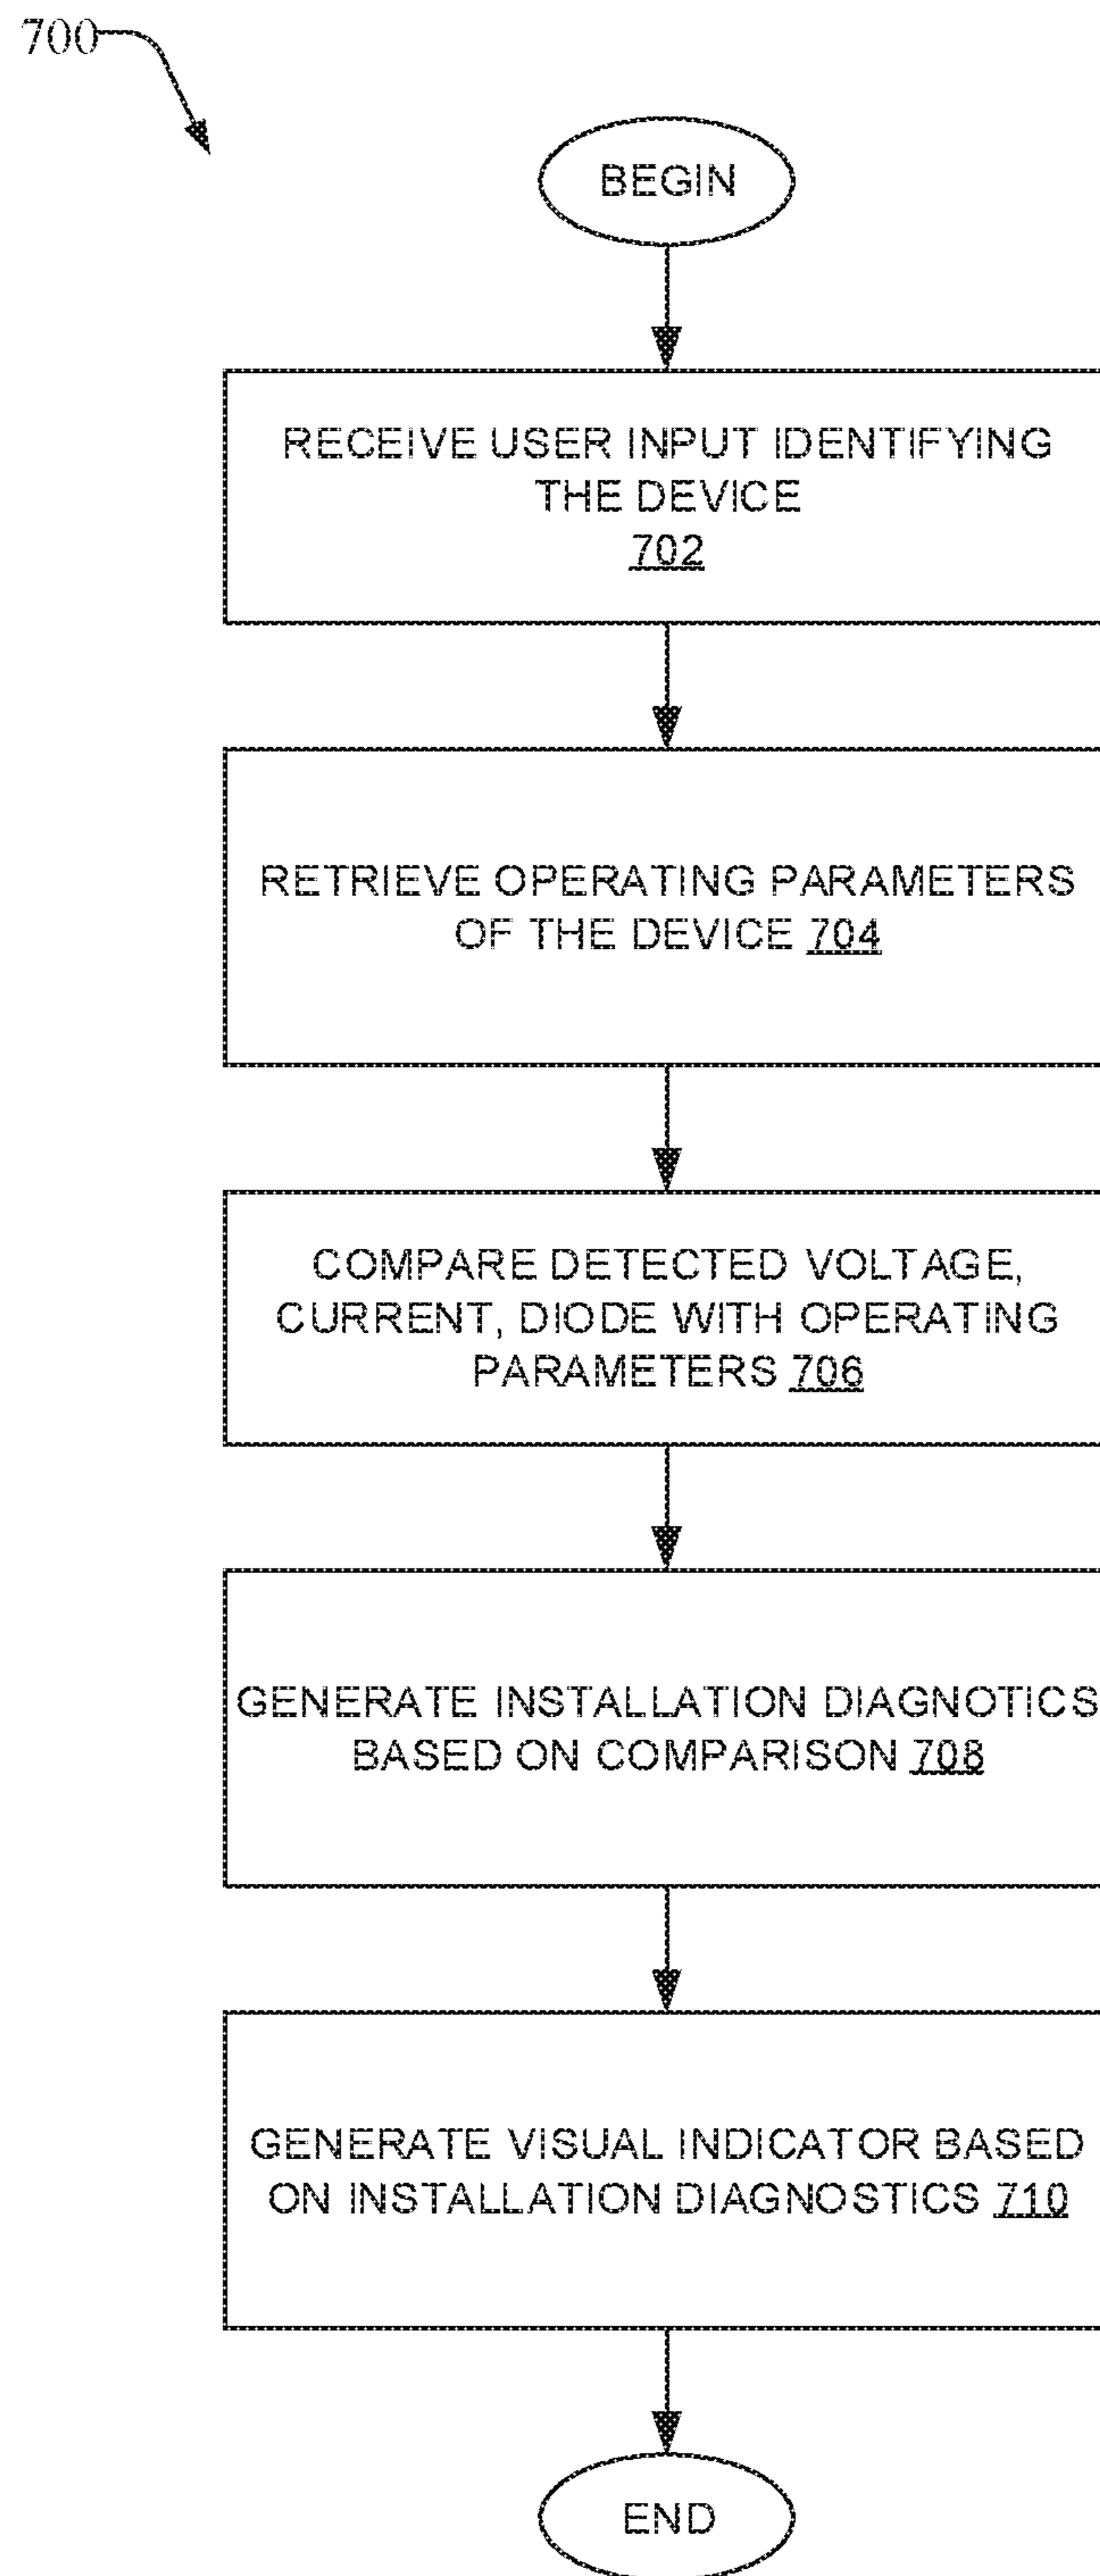 700
BEGIN
RECEIVE USER INPUT IDENTIFYING
THE DEVICE
702
RETRIEVE OPERATING PARAMETERS
OF THE DEVICE 704
COMPARE DETECTED VOLTAGE,
CURRENT, DIODE WITH OPERATING
PARAMETERS 706
GENERATE INSTALLATION DIAGNOTICS
BASED ON COMPARISON 708
GENERATE VISUAL INDICATOR BASED
ON INSTALLATION DIAGNOSTICS 710
END